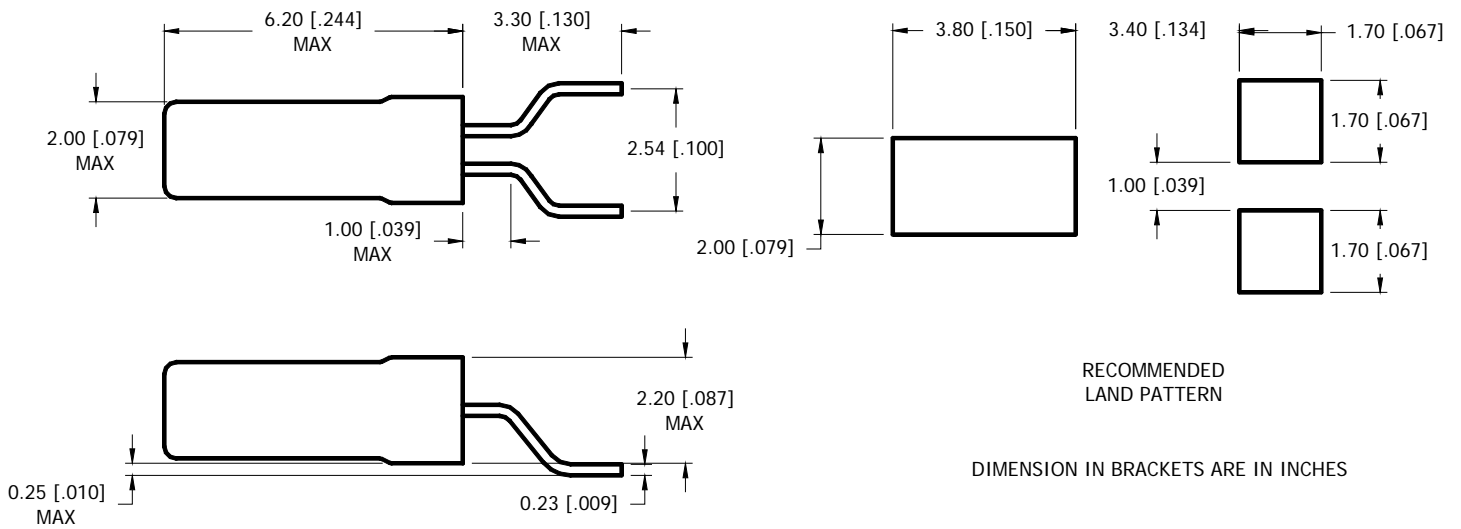 6.20 [.244]
MAX
3.30 [.130]
MAX
2.00 [.079]
MAX
2.54 [.100]
1.00 [.039]
MAX
3.80 [.150]
3.40 [.134]
1.70 [.067]
1.70 [.067]
1.00 [.039]
2.00 [.079]
1.70 [.067]
2.20 [.087]
MAX
0.25 [.010]
MAX
0.23 [.009]
RECOMMENDED
LAND PATTERN
DIMENSION IN BRACKETS ARE IN INCHES